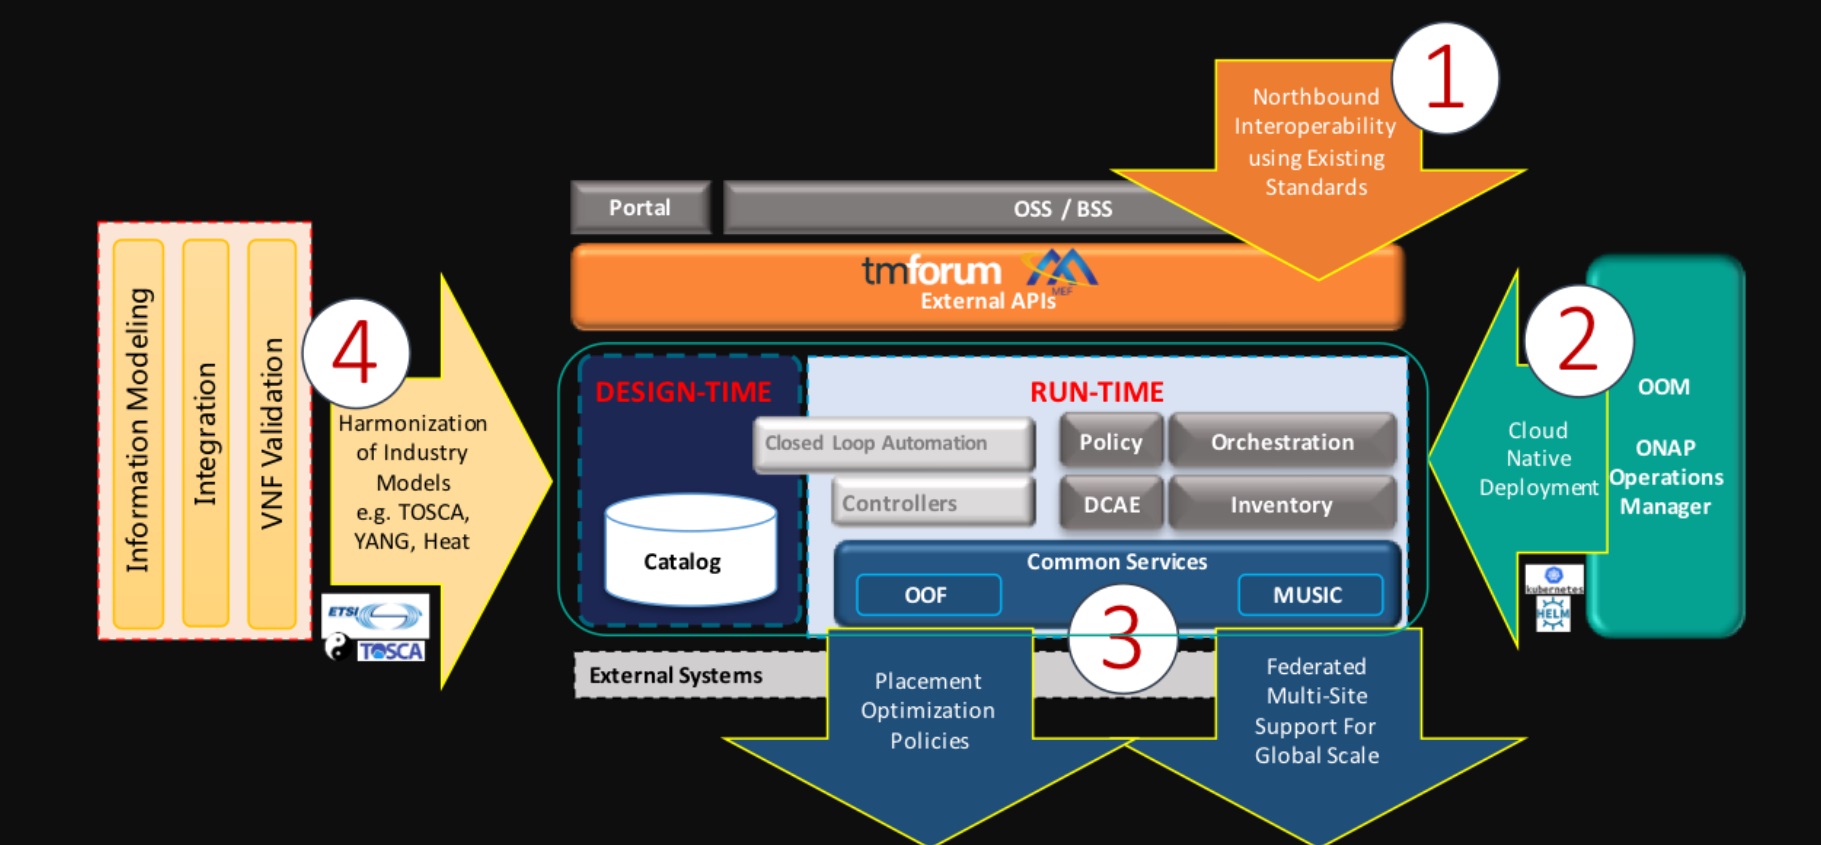 1
Northbound
Interoperability
using Existing
Standards
Portal
OSS / BSS
tmforum
MEF
External APIs
Information Modeling
Integration
VNF Validation
4
Harmonization
of Industry
Models
e.g. TOSCA,
YANG, Heat
ETSI
TOSCA
DESIGN-TIME
RUN-TIME
Closed Loop Automation
Policy
Orchestration
Controllers
DCAE
Inventory
Catalog
Common Services
OOF
MUSIC
2
Cloud
Native
Deployment
OOM
ONAP
Operations
Manager
kubernetes
HELM
3
External Systems
Placement
Optimization
Policies
Federated
Multi-Site
Support For
Global Scale